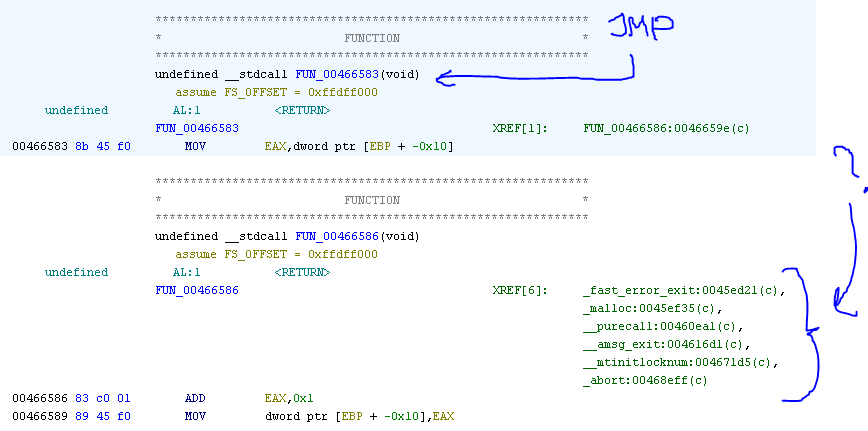 *************************************************************
* FUNCTION *
*************************************************************
JMP
undefined __stdcall FUN_00466583(void)
assume FS_OFFSET = 0xffdff000
undefined AL:1 <RETURN>
FUN_00466583 XREF[1]: FUN_00466586:0046659e(c)
00466583 8b 45 f0 MOV EAX,dword ptr [EBP + -0x10]
?
*************************************************************
* FUNCTION *
*************************************************************
undefined __stdcall FUN_00466586(void)
assume FS_OFFSET = 0xffdff000
undefined AL:1 <RETURN>
FUN_00466586 XREF[6]: _fast_error_exit:0045ed21(c),
_malloc:0045ef35(c),
__purecall:00460ea1(c),
__amsg_exit:004616d1(c),
__mtinitlocknum:004671d5(c),
_abort:00468eff(c)
00466586 83 c0 01 ADD EAX,0x1
00466589 89 45 f0 MOV dword ptr [EBP + -0x10],EAX